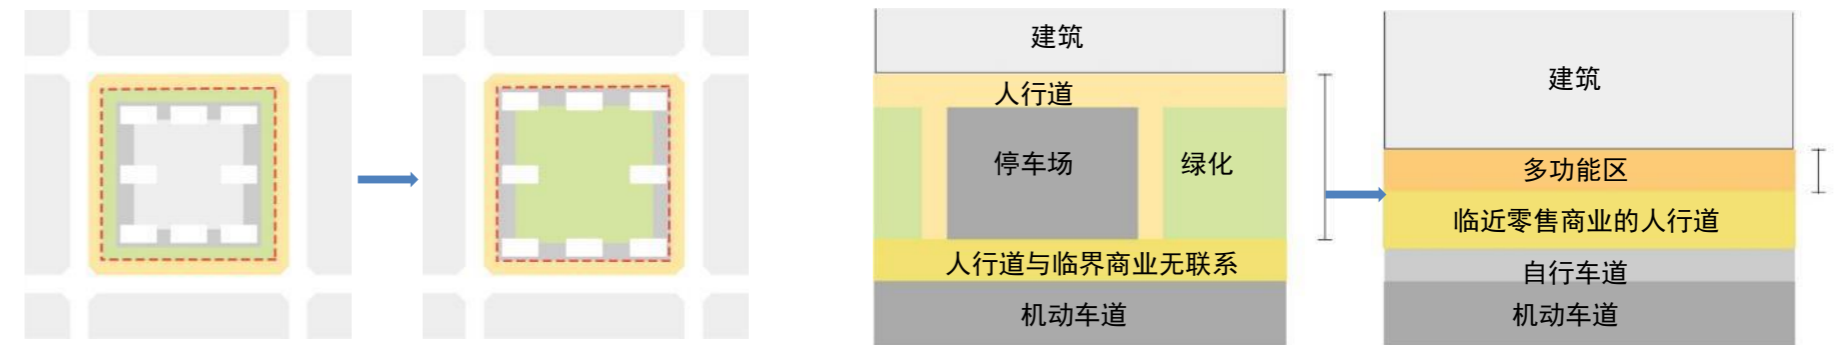 建筑
人行道
停车场
绿化
人行道与临界商业无联系
机动车道
建筑
多功能区
临近零售商业的人行道
自行车道
机动车道